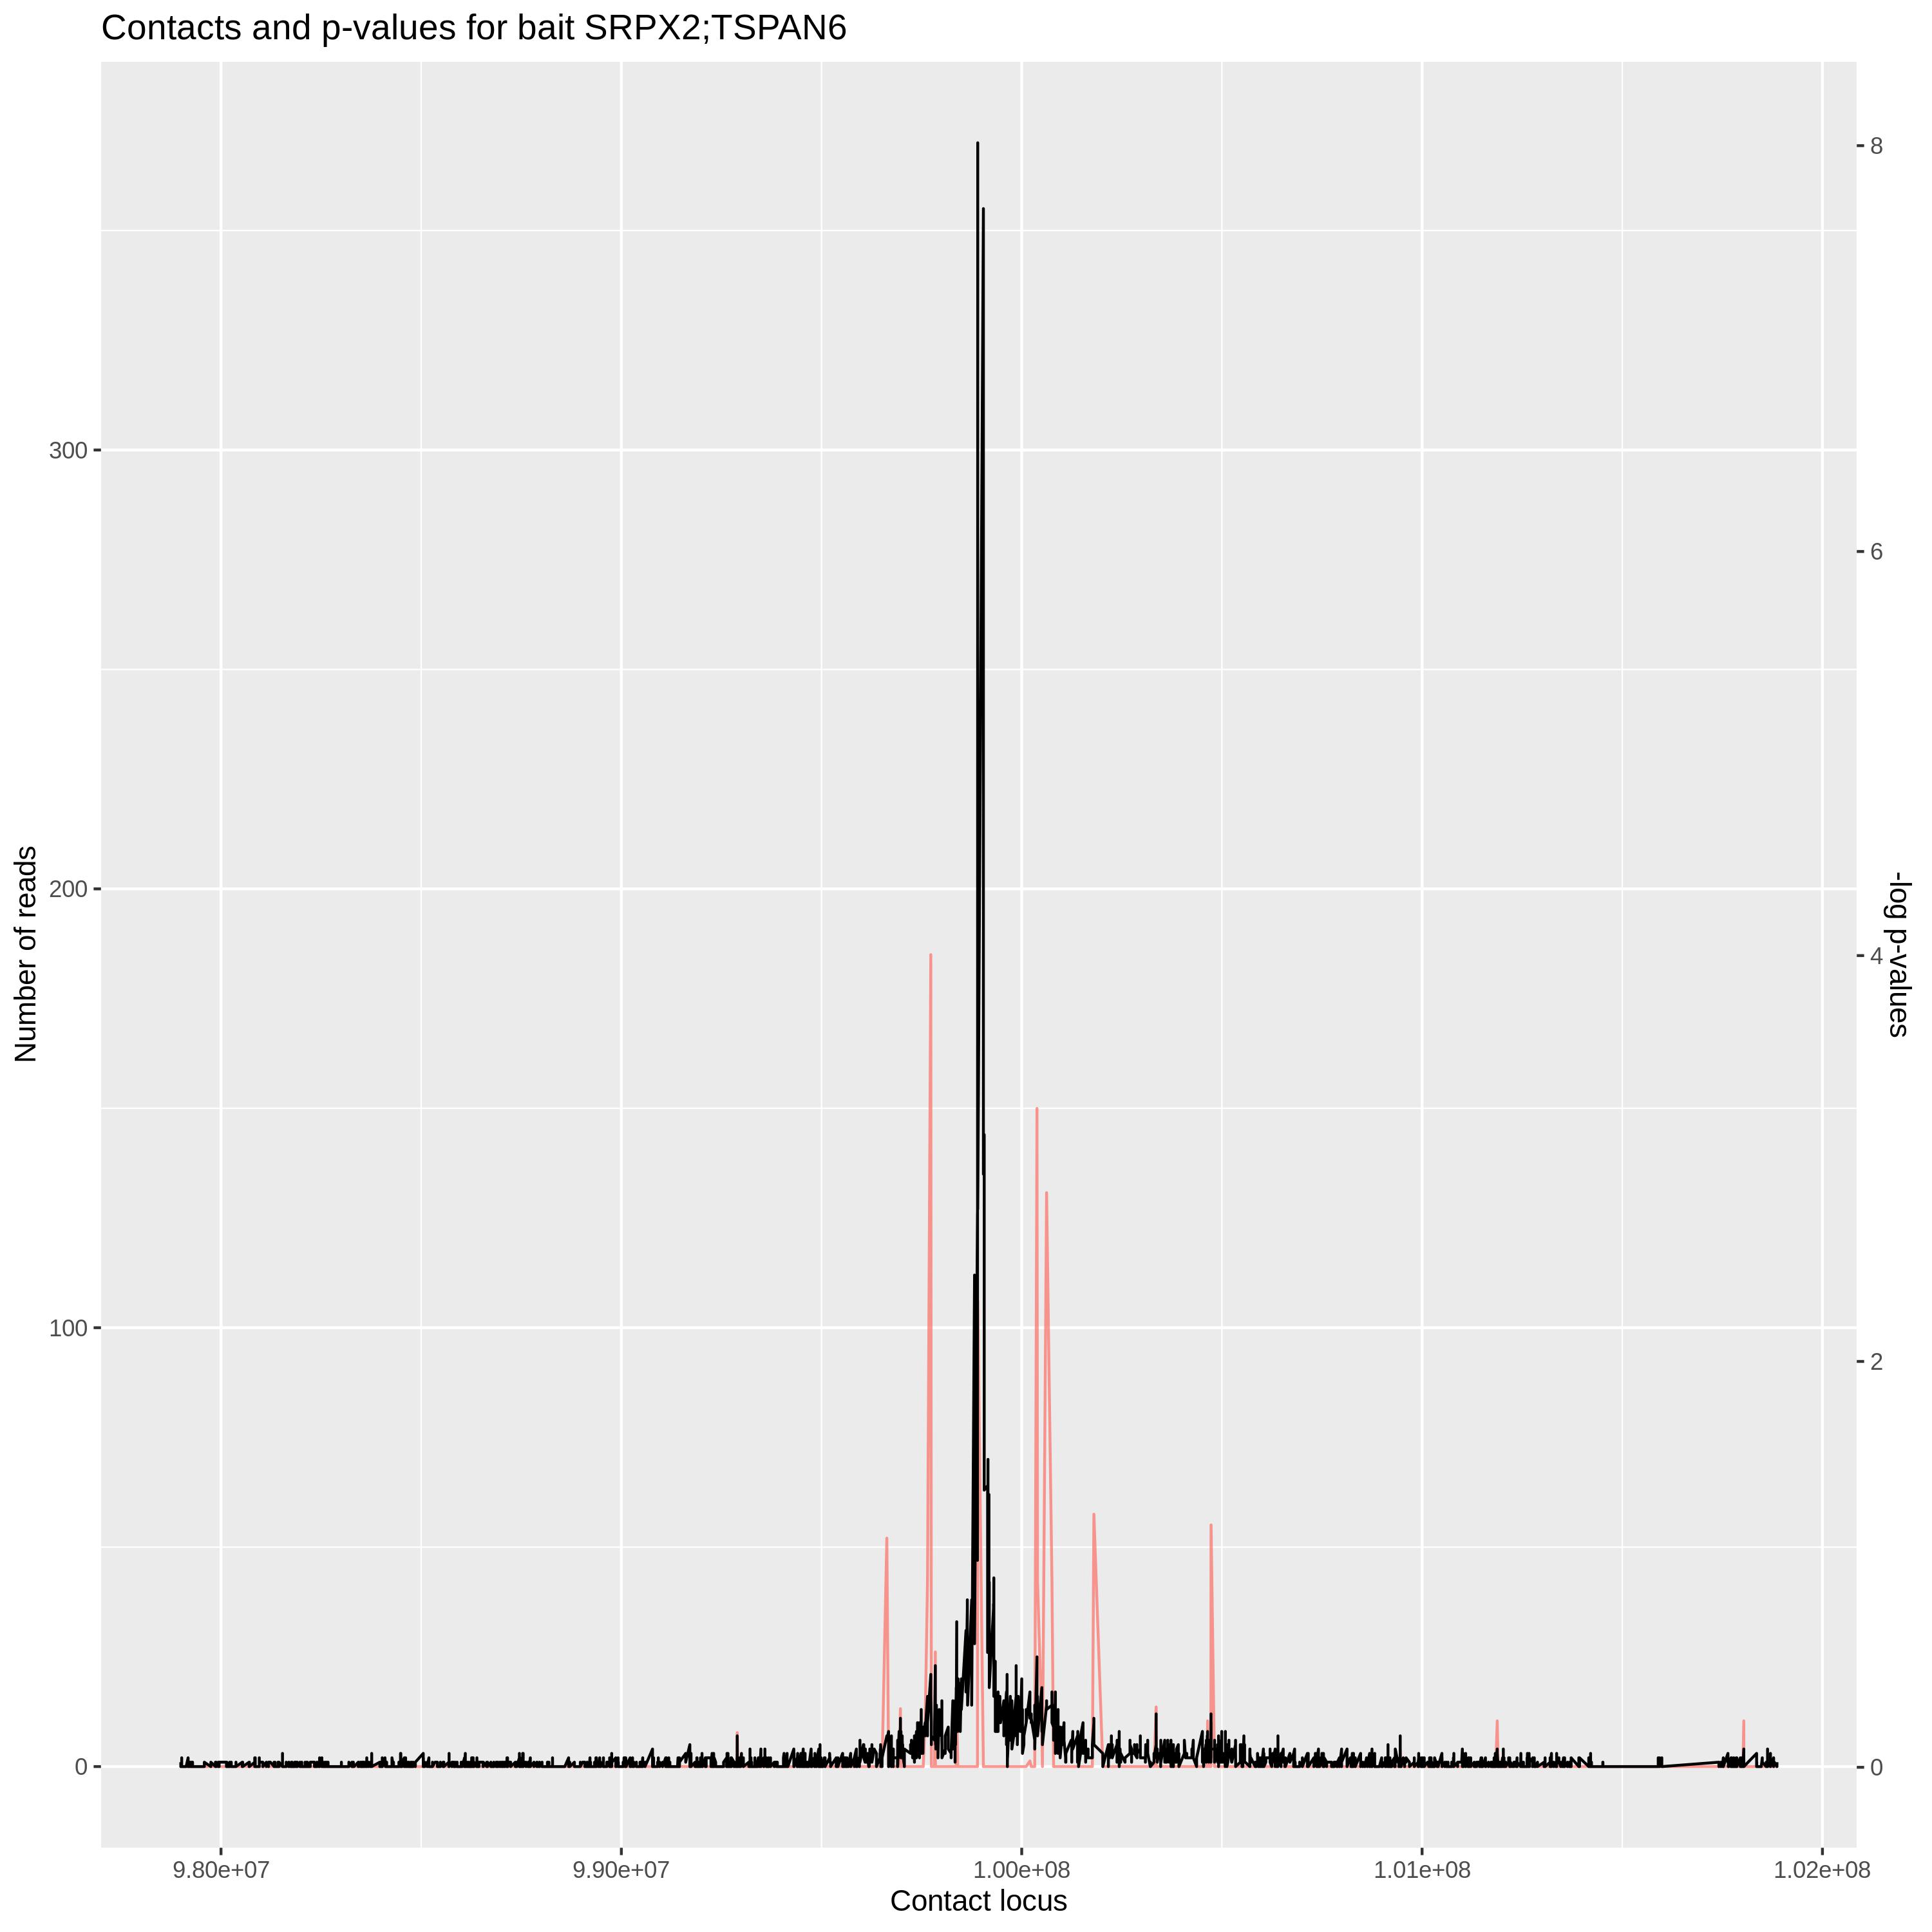 Contacts and p-values for bait SRPX2;TSPAN6
Number of reads
300
200
100
0
8
6
4
2
0
-log p-values
9.80e+07
9.90e+07
1.00e+08
1.01e+08
1.02e+08
Contact locus